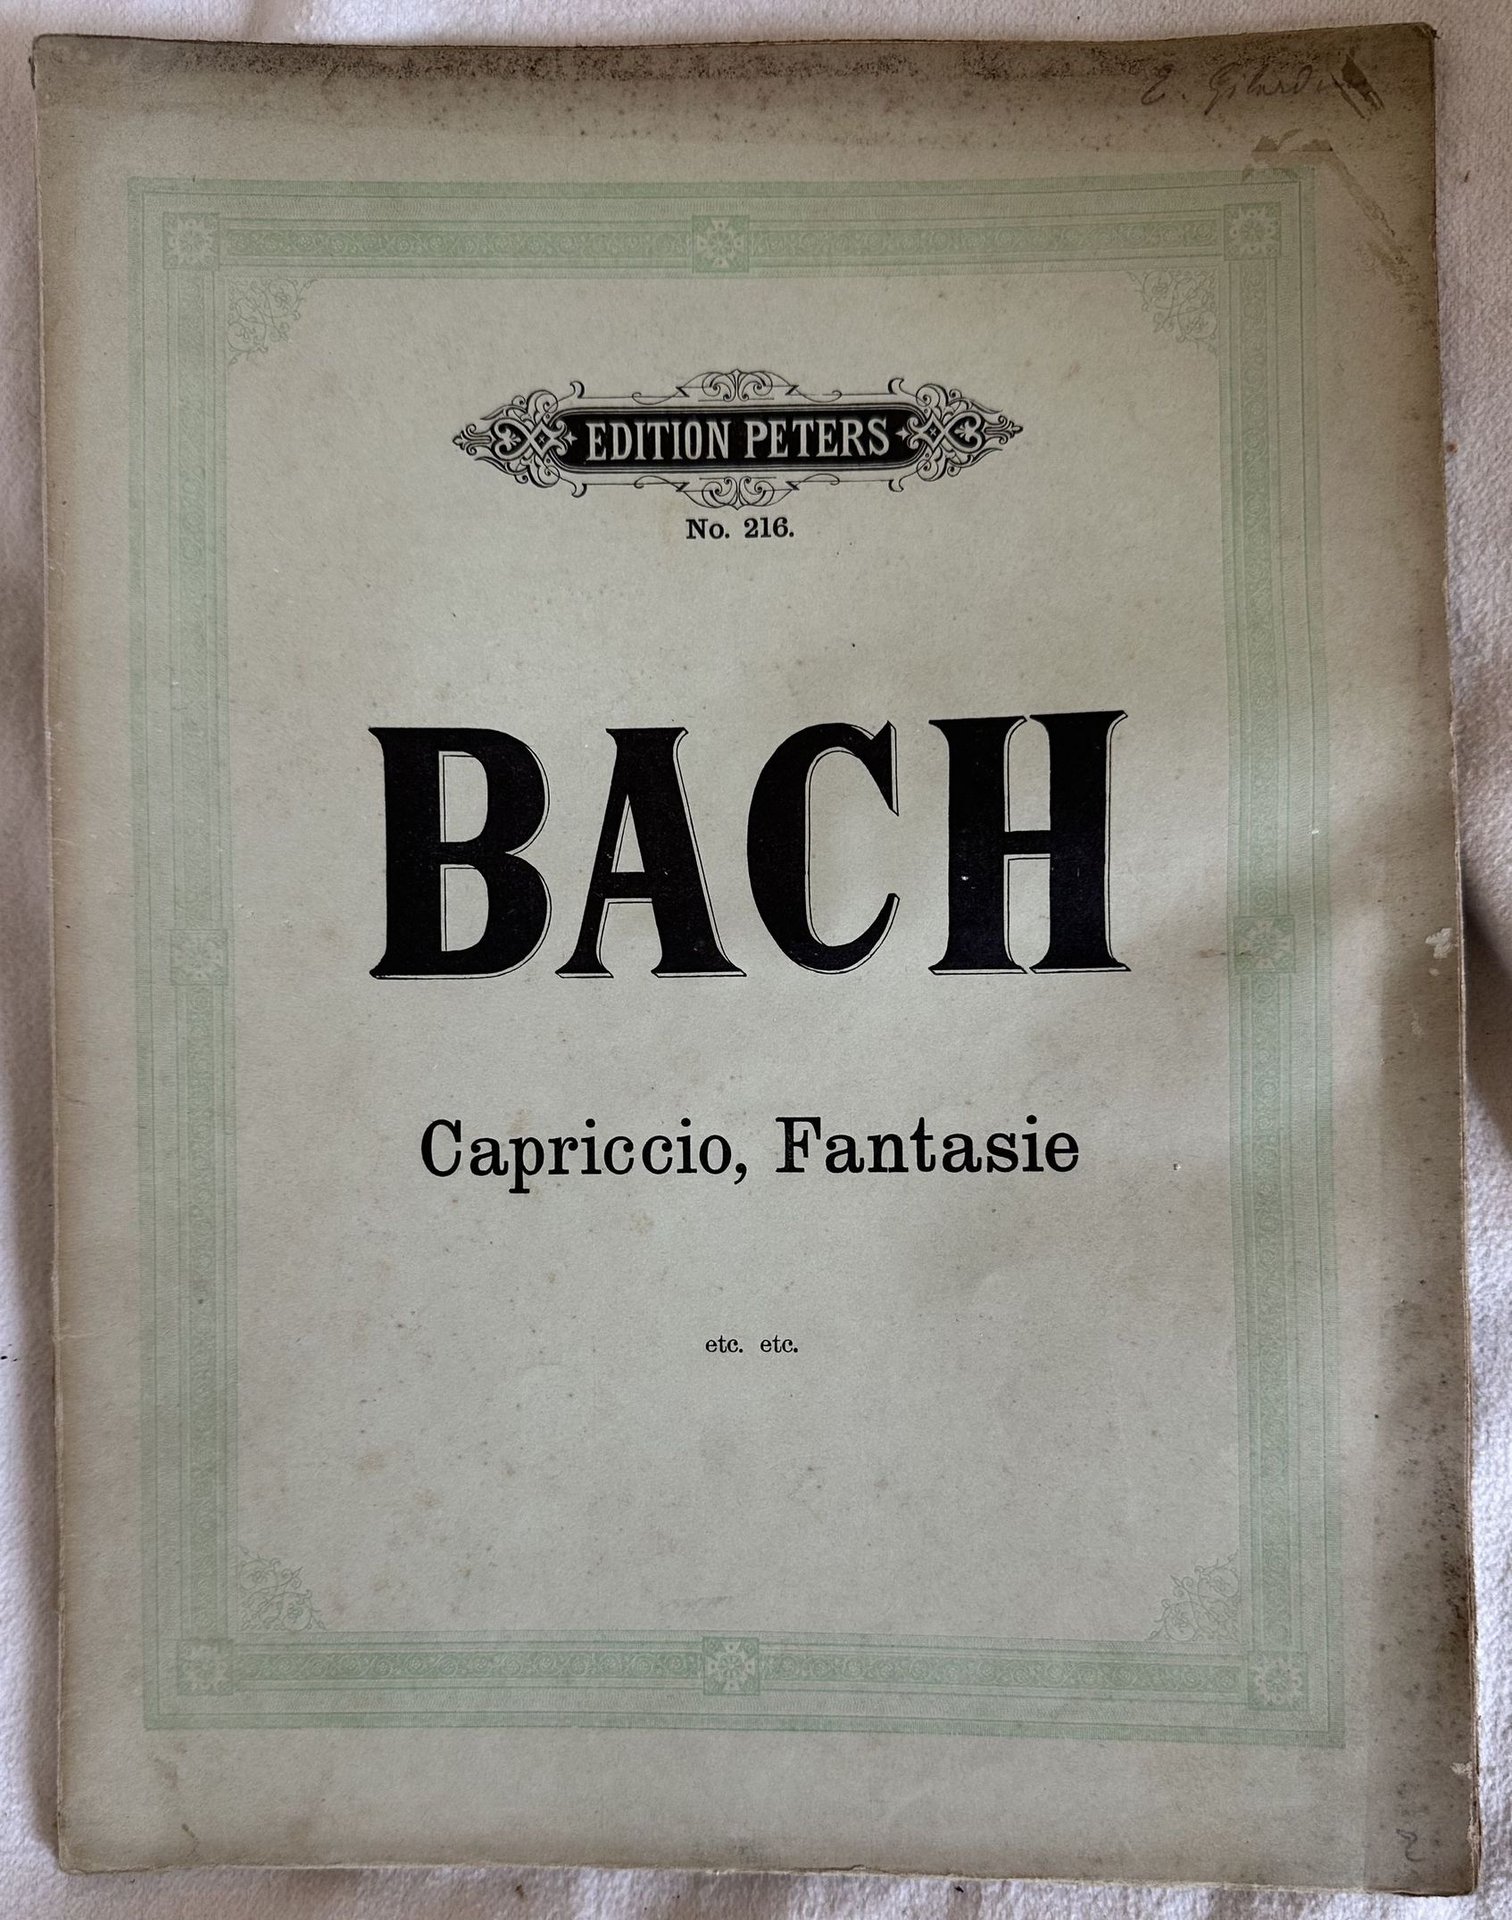 EDITION PETERS
No. 216.
BACH
Capriccio, Fantasie
etc. etc.